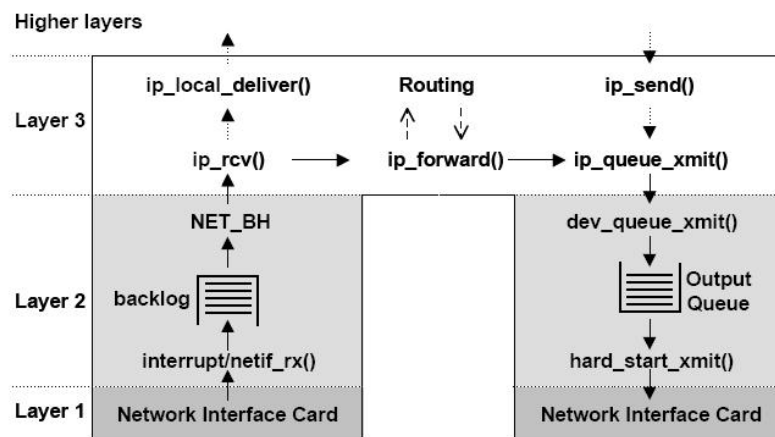 Higher layers
ip_local_deliver() Routing ip_send()
Layer 3
ip_rcv() ip_forward() ip_queue_xmit()
NET_BH dev_queue_xmit()
Layer 2 backlog Output
Queue
interrupt/netif_rx() hard_start_xmit()
Layer 1 Network Interface Card Network Interface Card